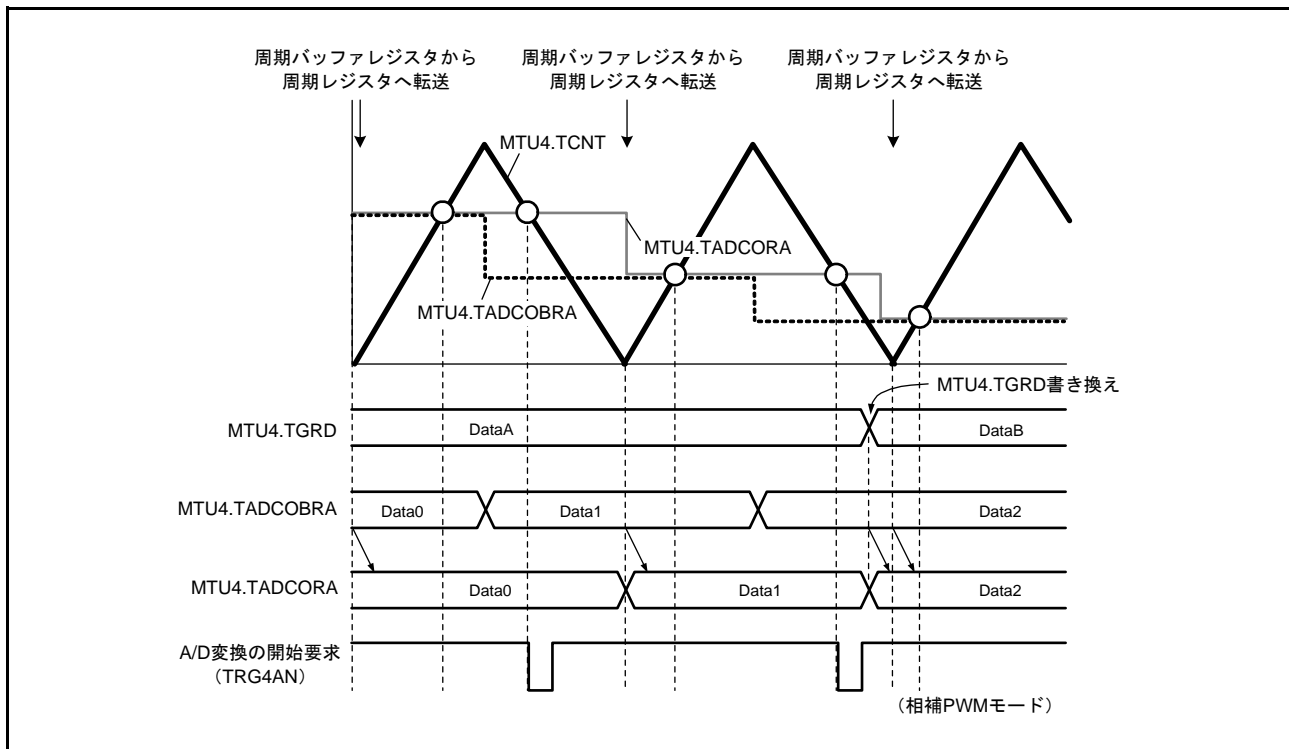 周期バッファレジスタから
周期レジスタへ転送
周期バッファレジスタから
周期レジスタへ転送
周期バッファレジスタから
周期レジスタへ転送
MTU4.TCNT
MTU4.TADCORA
MTU4.TADCOBRA
MTU4.TGRD書き換え
MTU4.TGRD
DataA
DataB
MTU4.TADCOBRA
Data0
Data1
Data2
MTU4.TADCORA
Data0
Data1
Data2
A/D変換の開始要求
（TRG4AN）
（相補PWMモード）